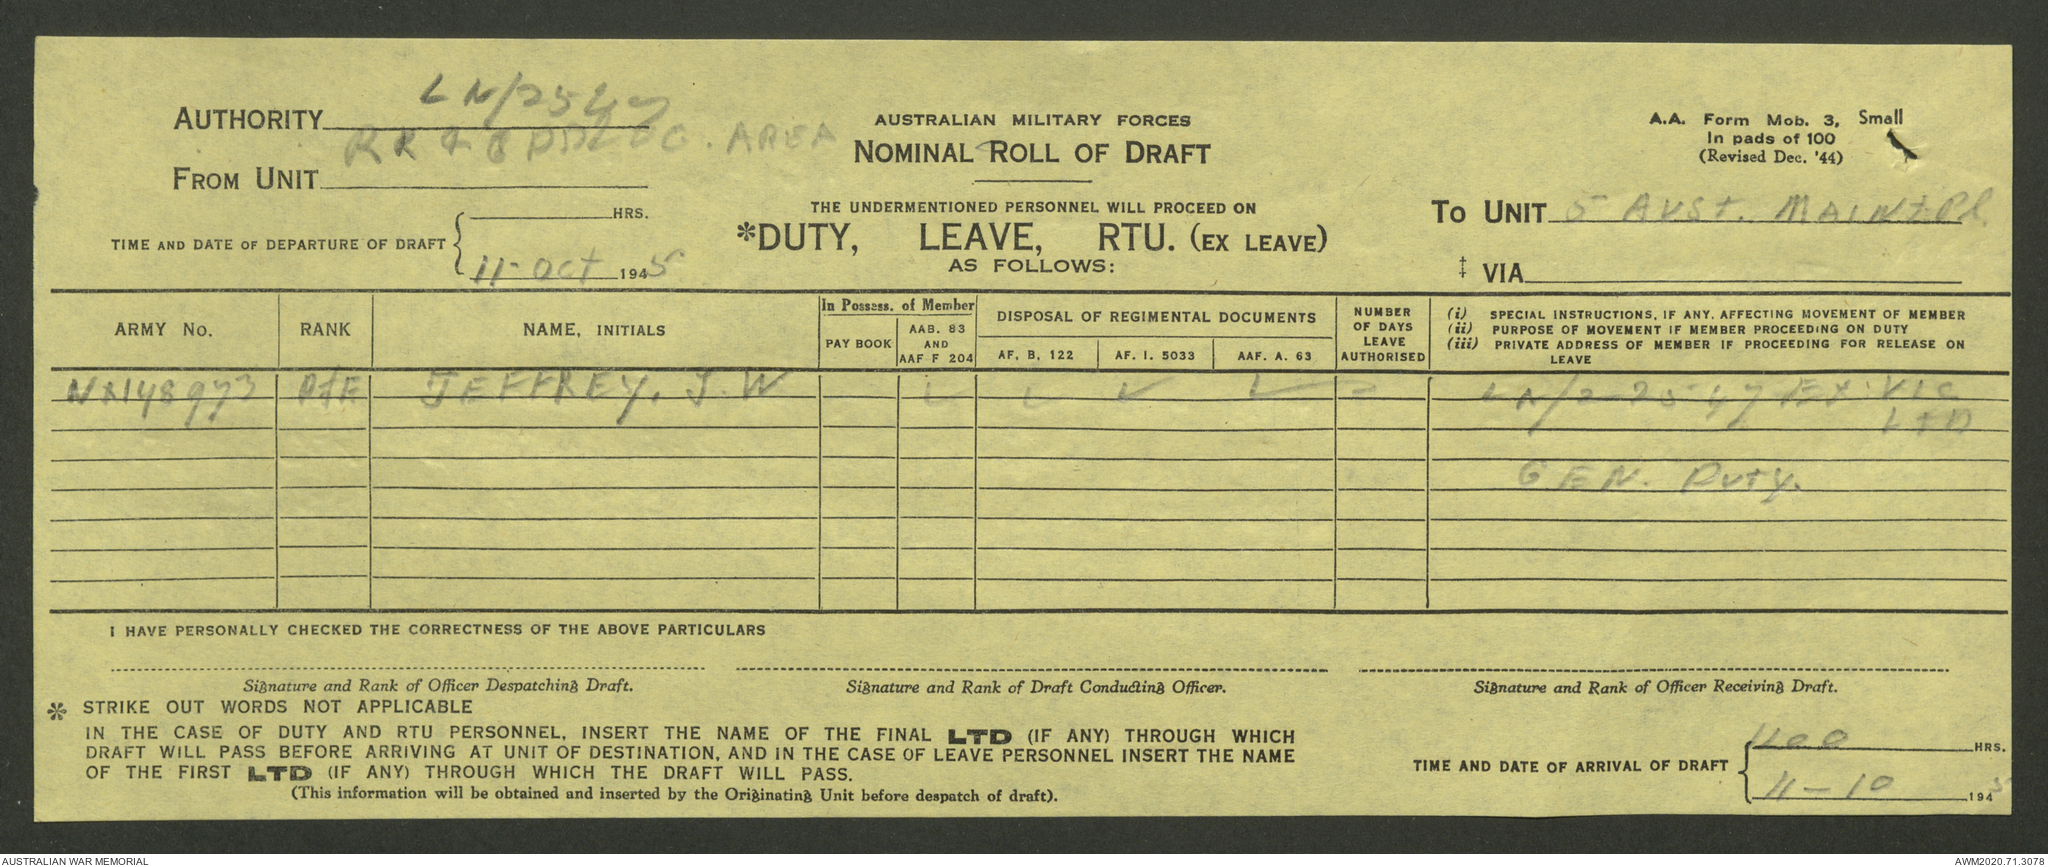 AUTHORITY LN/2547
AUSTRALIAN MILITARY FORCES
A.A. Form Mob. 3, Small
In pads of 100
(Revised Dec. '44)
NOMINAL ROLL OF DRAFT
FROM UNIT AREA
THE UNDERMENTIONED PERSONNEL WILL PROCEED ON
TO UNIT 5 AUST. MAINT. Pl.
TIME AND DATE OF DEPARTURE OF DRAFT HRS.
11-Oct 1945
*DUTY, LEAVE, RTU. (EX LEAVE)
AS FOLLOWS:
‡ VIA
ARMY No.
RANK
NAME, INITIALS
In Possess. of Member
PAY BOOK
AAB. 83 AND AAF F 204
DISPOSAL OF REGIMENTAL DOCUMENTS
AF. B. 122
AF. I. 5033
AAF. A. 63
NUMBER OF DAYS LEAVE AUTHORISED
(i) SPECIAL INSTRUCTIONS, IF ANY, AFFECTING MOVEMENT OF MEMBER
(ii) PURPOSE OF MOVEMENT IF MEMBER PROCEEDING ON DUTY
(iii) PRIVATE ADDRESS OF MEMBER IF PROCEEDING FOR RELEASE ON LEAVE
NX148973 PTE JEFFREY, J.W ✓ ✓ ✓ ✓ - LN/22547 EX VIC
LTD
GEN. DUTY.
I HAVE PERSONALLY CHECKED THE CORRECTNESS OF THE ABOVE PARTICULARS
Signature and Rank of Officer Despatching Draft.
Signature and Rank of Draft Conducting Officer.
Signature and Rank of Officer Receiving Draft.
* STRIKE OUT WORDS NOT APPLICABLE
IN THE CASE OF DUTY AND RTU PERSONNEL, INSERT THE NAME OF THE FINAL LTD (IF ANY) THROUGH WHICH
DRAFT WILL PASS BEFORE ARRIVING AT UNIT OF DESTINATION, AND IN THE CASE OF LEAVE PERSONNEL INSERT THE NAME
OF THE FIRST LTD (IF ANY) THROUGH WHICH THE DRAFT WILL PASS.
(This information will be obtained and inserted by the Originating Unit before despatch of draft).
TIME AND DATE OF ARRIVAL OF DRAFT 1100 HRS.
11-10 1945
AUSTRALIAN WAR MEMORIAL
AWM2020.71.3078